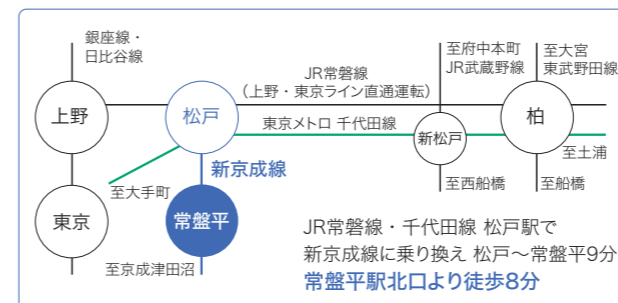 銀座線・
日比谷線
至府中本町
JR武蔵野線
至大宮
東武野田線
JR常磐線
（上野・東京ライン直通運転）
上野
松戸
東京メトロ 千代田線
新松戸
柏
至土浦
新京成線
至大手町
至西船橋
至船橋
東京
常盤平
至京成津田沼
JR常磐線・千代田線 松戸駅で
新京成線に乗り換え 松戸～常盤平9分
常盤平駅北口より徒歩8分